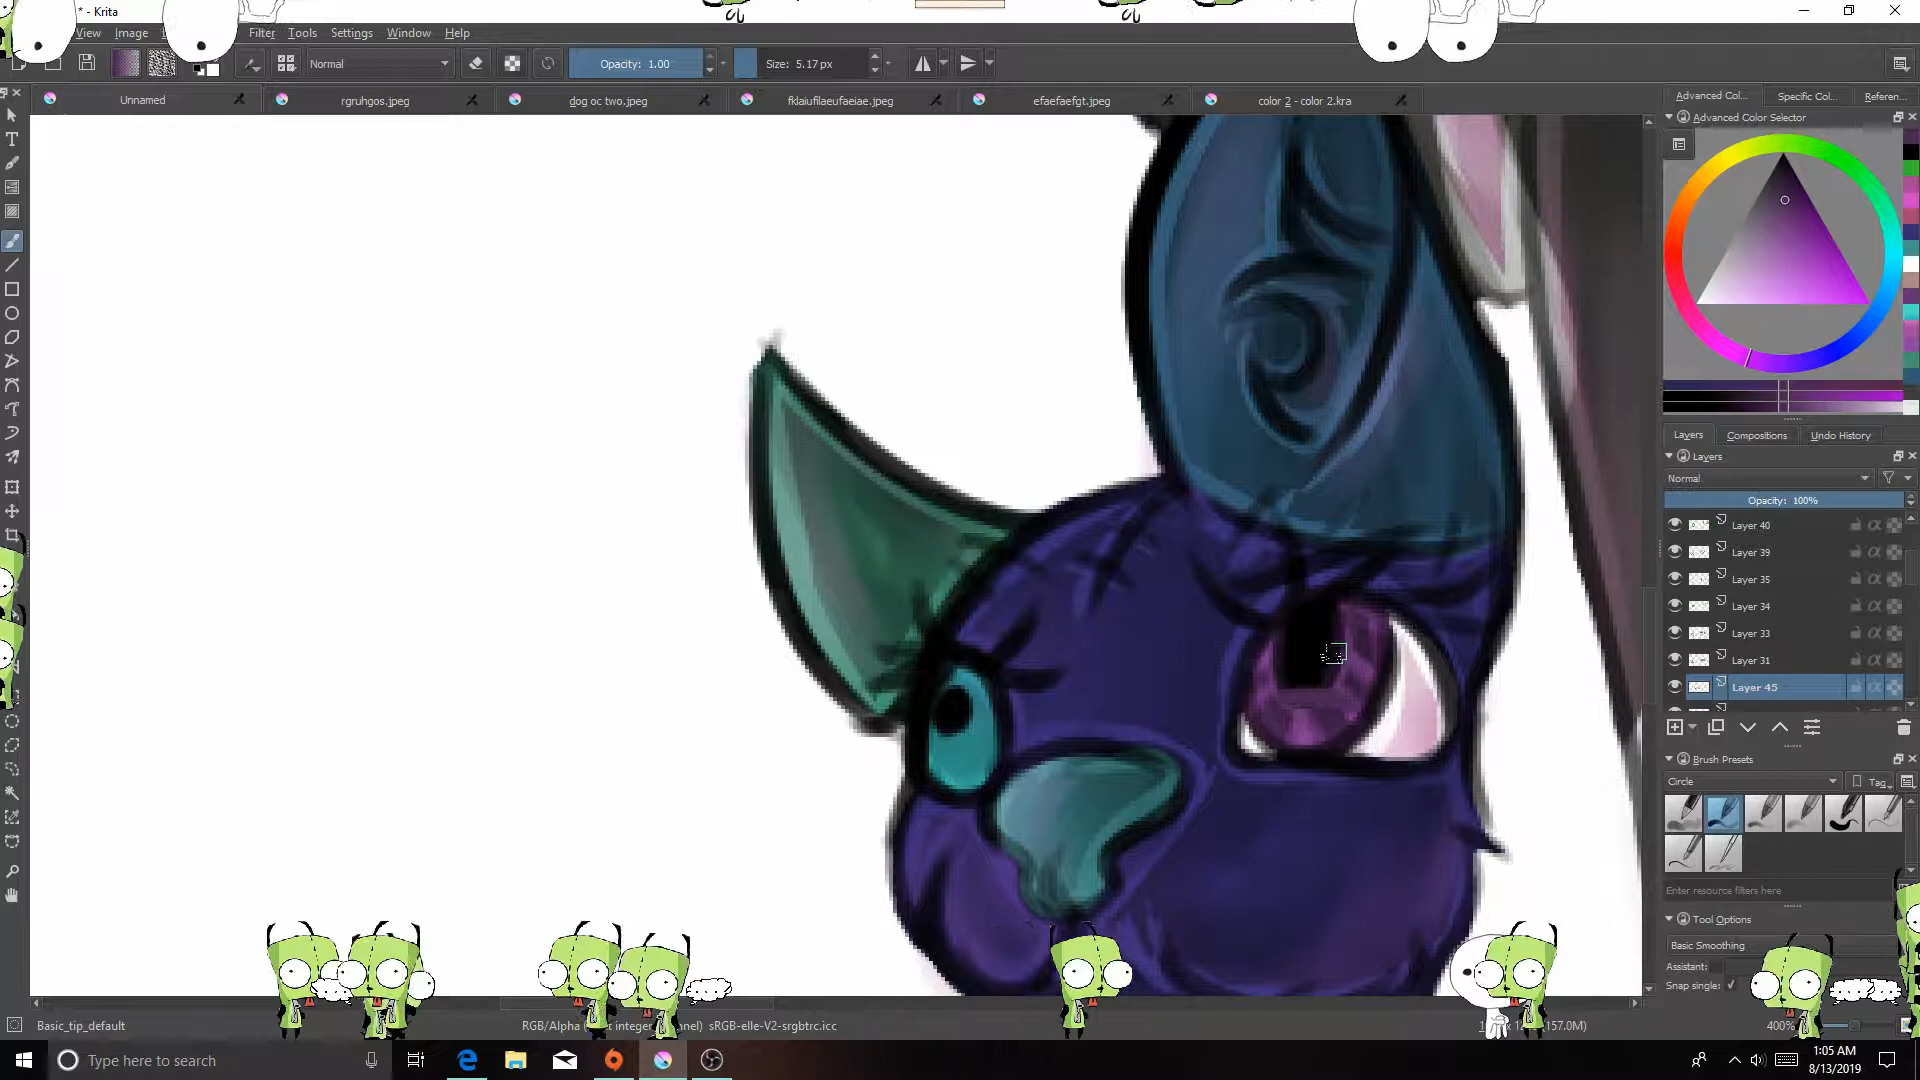 * - Krita
View Image Filter Tools Settings Window Help
Normal Opacity: 1.00 Size: 5.17 px
Unnamed rgruhgos.jpeg dog oc two.jpeg fklaiufilaeufaeiae.jpeg efaefaefgt.jpeg color 2 - color 2.kra
Advanced Col... Specific Col... Referen...
Advanced Color Selector
Layers Compositions Undo History
Layers
Normal
Opacity: 100%
Layer 40
Layer 39
Layer 35
Layer 34
Layer 33
Layer 31
Layer 45
Brush Presets
Circle Tag
Enter resource filters here
Tool Options
Basic Smoothing
Assistant:
Snap single:
Basic_tip_default RGB/Alpha sRGB-elle-V2-srgbtrc.icc (157.0M) 400%
Type here to search
1:05 AM
8/13/2019